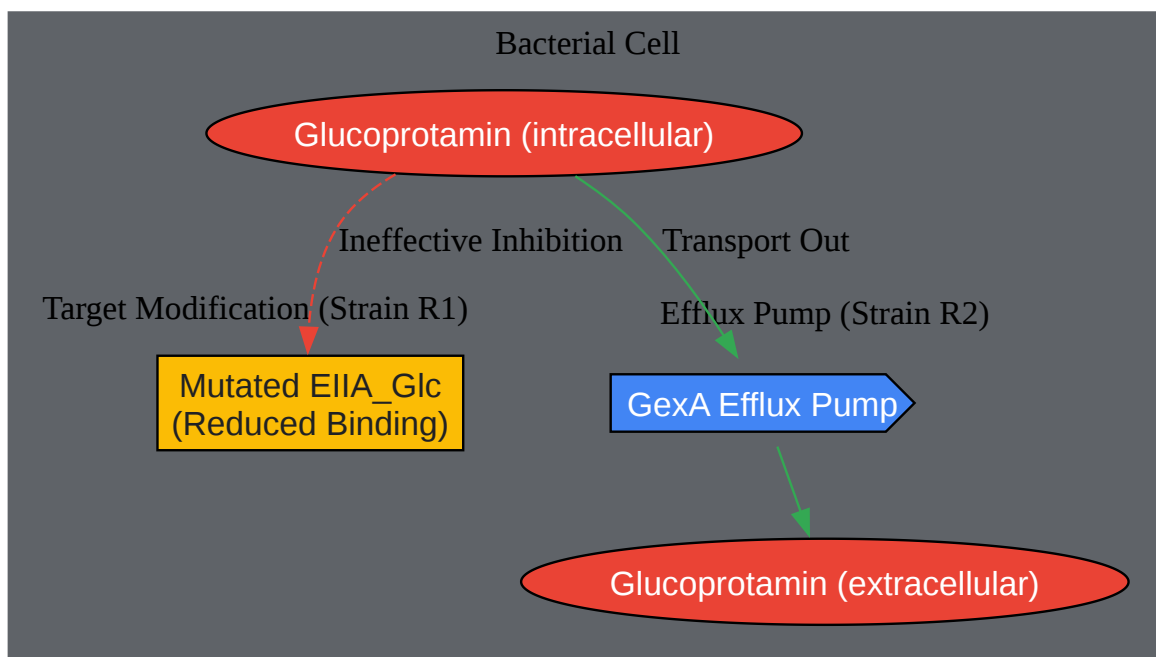 Bacterial Cell
Glucoprotamin (intracellular)
Ineffective Inhibition
Transport Out
Target Modification (Strain R1)
Efflux Pump (Strain R2)
Mutated EIIA_Glc
(Reduced Binding)
GexA Efflux Pump
Glucoprotamin (extracellular)